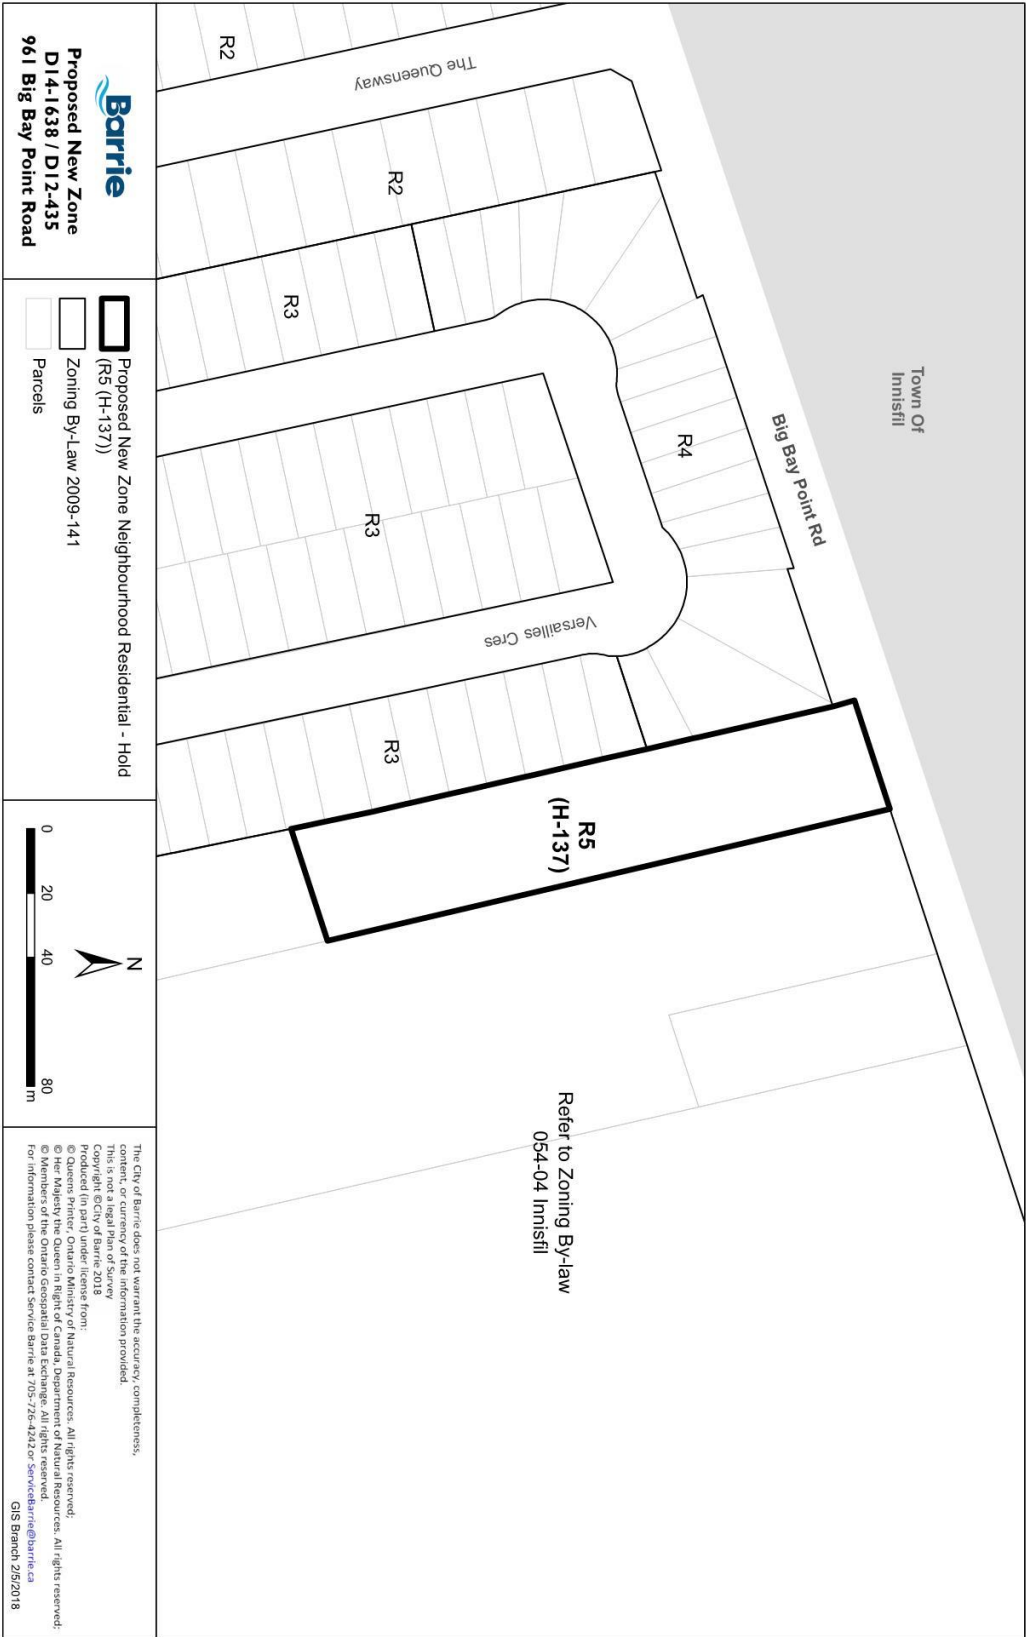 Town Of
Innisfil
Big Bay Point Rd
The Queensway
R2
R2
R3
R4
R3
Versailles Cres
R3
R5
(H-137)
Refer to Zoning By-law
054-04 Innisfil
Barrie
Proposed New Zone
D14-1638 / D12-435
961 Big Bay Point Road
Proposed New Zone Neighbourhood Residential - Hold
(R5 (H-137))
Zoning By-Law 2009-141
Parcels
N
0 20 40 80
m
The City of Barrie does not warrant the accuracy, completeness,
content, or currency of the information provided.
This is not a legal Plan of Survey
Copyright ©City of Barrie 2018
Produced (in part) under license from:
© Queens Printer, Ontario Ministry of Natural Resources. All rights reserved;
© Her Majesty the Queen in Right of Canada, Department of Natural Resources. All rights reserved;
© Members of the Ontario Geospatial Data Exchange. All rights reserved.
For information please contact Service Barrie at 705-726-4242 or ServiceBarrie@barrie.ca
GIS Branch 2/5/2018